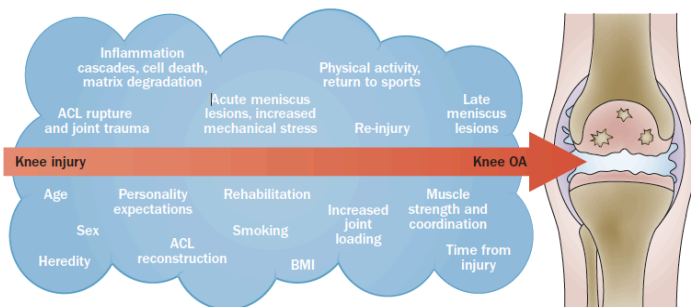 Inflammation
cascades, cell death,
matrix degradation
Physical activity,
return to sports
ACL rupture
and joint trauma
Acute meniscus
lesions, increased
mechanical stress
Re-injury
Late
meniscus
lesions
Knee injury
Knee OA
Age
Personality
expectations
Rehabilitation
Muscle
strength and
coordination
Increased
joint
loading
Sex
Smoking
ACL
reconstruction
Heredity
BMI
Time from
injury